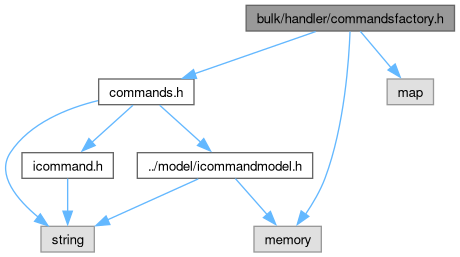 bulk/handler/commandsfactory.h
commands.h
map
icommand.h
../model/icommandmodel.h
string
memory